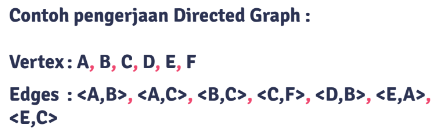 Contoh pengerjaan Directed Graph :
Vertex : A, B, C, D, E, F
Edges : <A,B>, <A,C>, <B,C>, <C,F>, <D,B>, <E,A>,
<E,C>